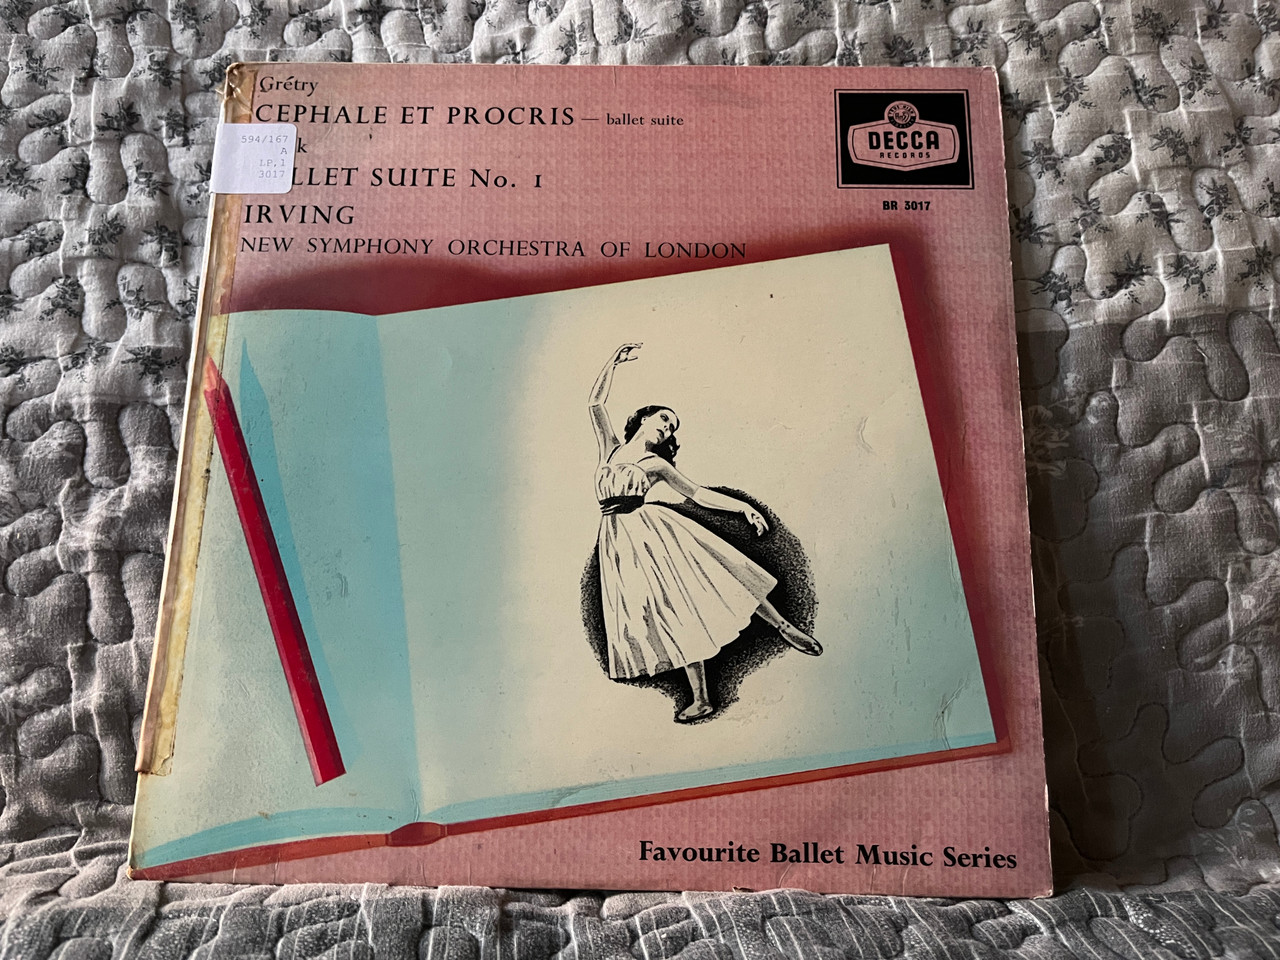 Grétry
CEPHALE ET PROCRIS — ballet suite
k
LLET SUITE No. 1
IRVING
NEW SYMPHONY ORCHESTRA OF LONDON
594/167
A
LP.1
3017
DECCA
RECORDS
BR 3017
Favourite Ballet Music Series